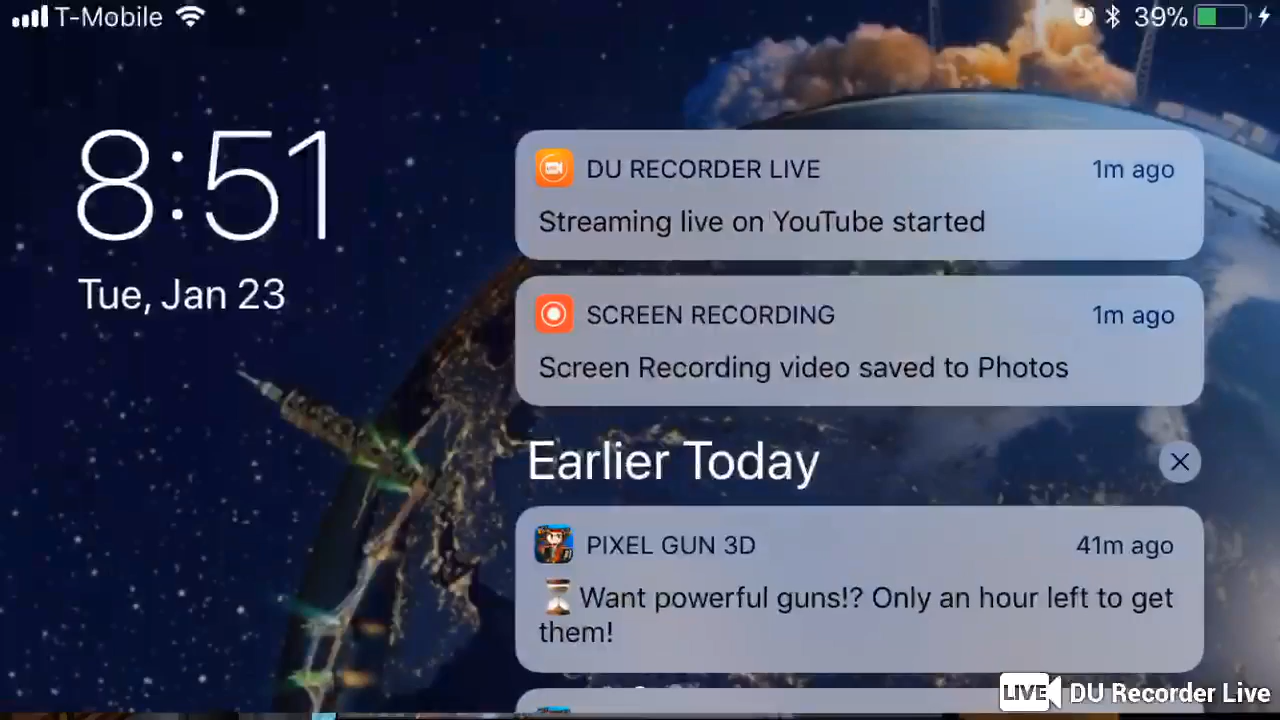 T-Mobile
39%
8:51
Tue, Jan 23
DU RECORDER LIVE 1m ago
Streaming live on YouTube started
SCREEN RECORDING 1m ago
Screen Recording video saved to Photos
Earlier Today
PIXEL GUN 3D 41m ago
⏳Want powerful guns!? Only an hour left to get
them!
LIVE DU Recorder Live